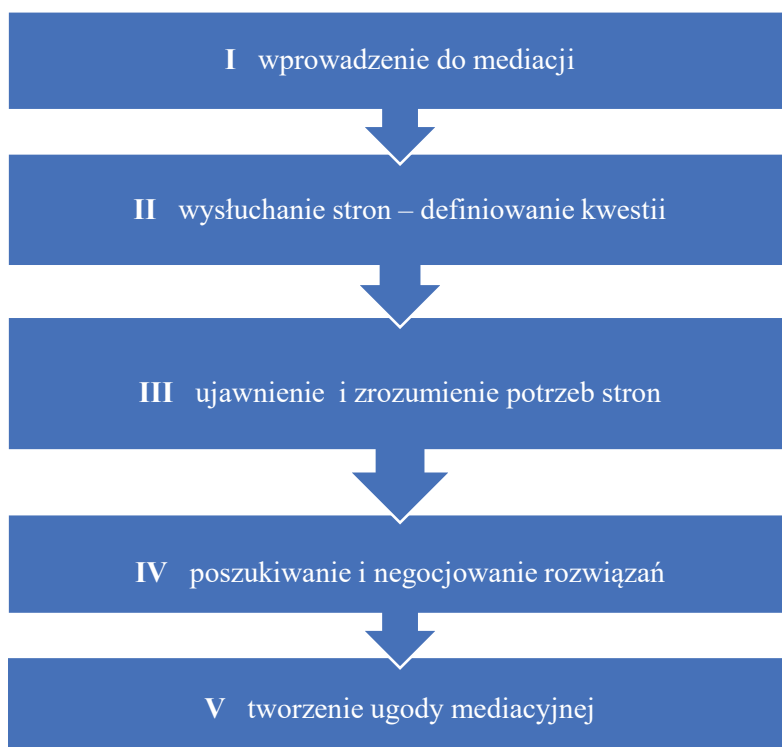 I wprowadzenie do mediacji
II wysłuchanie stron – definiowanie kwestii
III ujawnienie i zrozumienie potrzeb stron
IV poszukiwanie i negocjowanie rozwiązań
V tworzenie ugody mediacyjnej